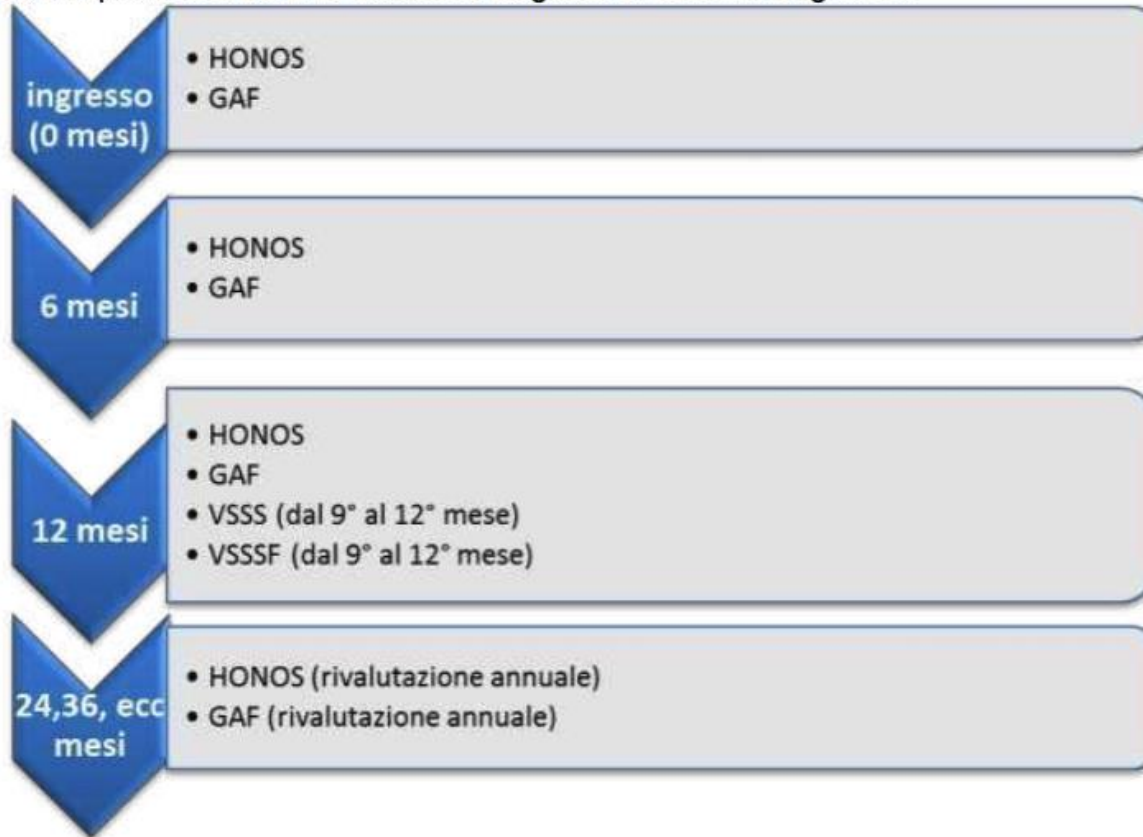 ingresso
(0 mesi)
• HONOS
• GAF
6 mesi
• HONOS
• GAF
12 mesi
• HONOS
• GAF
• VSSS (dal 9° al 12° mese)
• VSSSF (dal 9° al 12° mese)
24,36, ecc
mesi
• HONOS (rivalutazione annuale)
• GAF (rivalutazione annuale)